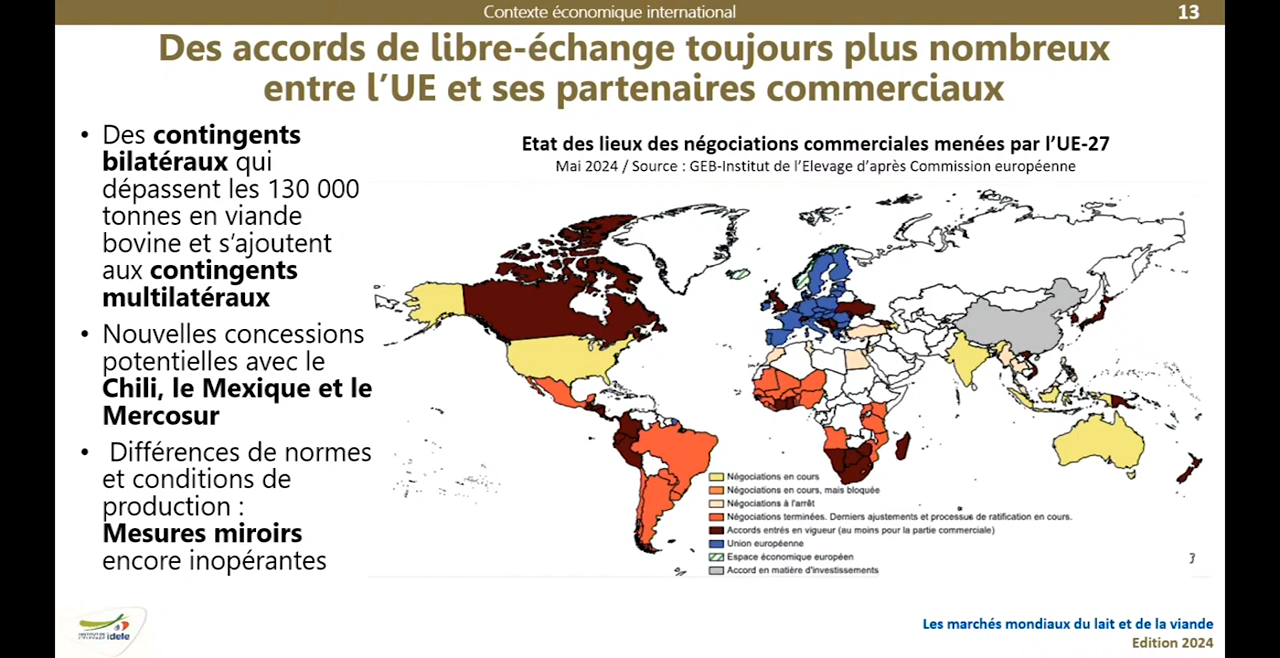 Contexte économique international
13
Des accords de libre-échange toujours plus nombreux
entre l’UE et ses partenaires commerciaux
• Des contingents
bilatéraux qui
dépassent les 130 000
tonnes en viande
bovine et s’ajoutent
aux contingents
multilatéraux
• Nouvelles concessions
potentielles avec le
Chili, le Mexique et le
Mercosur
• Différences de normes
et conditions de
production :
Mesures miroirs
encore inopérantes
Etat des lieux des négociations commerciales menées par l’UE-27
Mai 2024 / Source : GEB-Institut de l’Elevage d’après Commission européenne
Négociations en cours
Négociations en cours, mais bloquée
Négociations à l'arrêt
Négociations terminées. Derniers ajustements et processus de ratification en cours.
Accords entrés en vigueur (au moins pour la partie commerciale)
Union européenne
Espace économique européen
Accord en matière d'investissements
3
INSTITUT DE
L'ELEVAGE idele
Les marchés mondiaux du lait et de la viande
Edition 2024